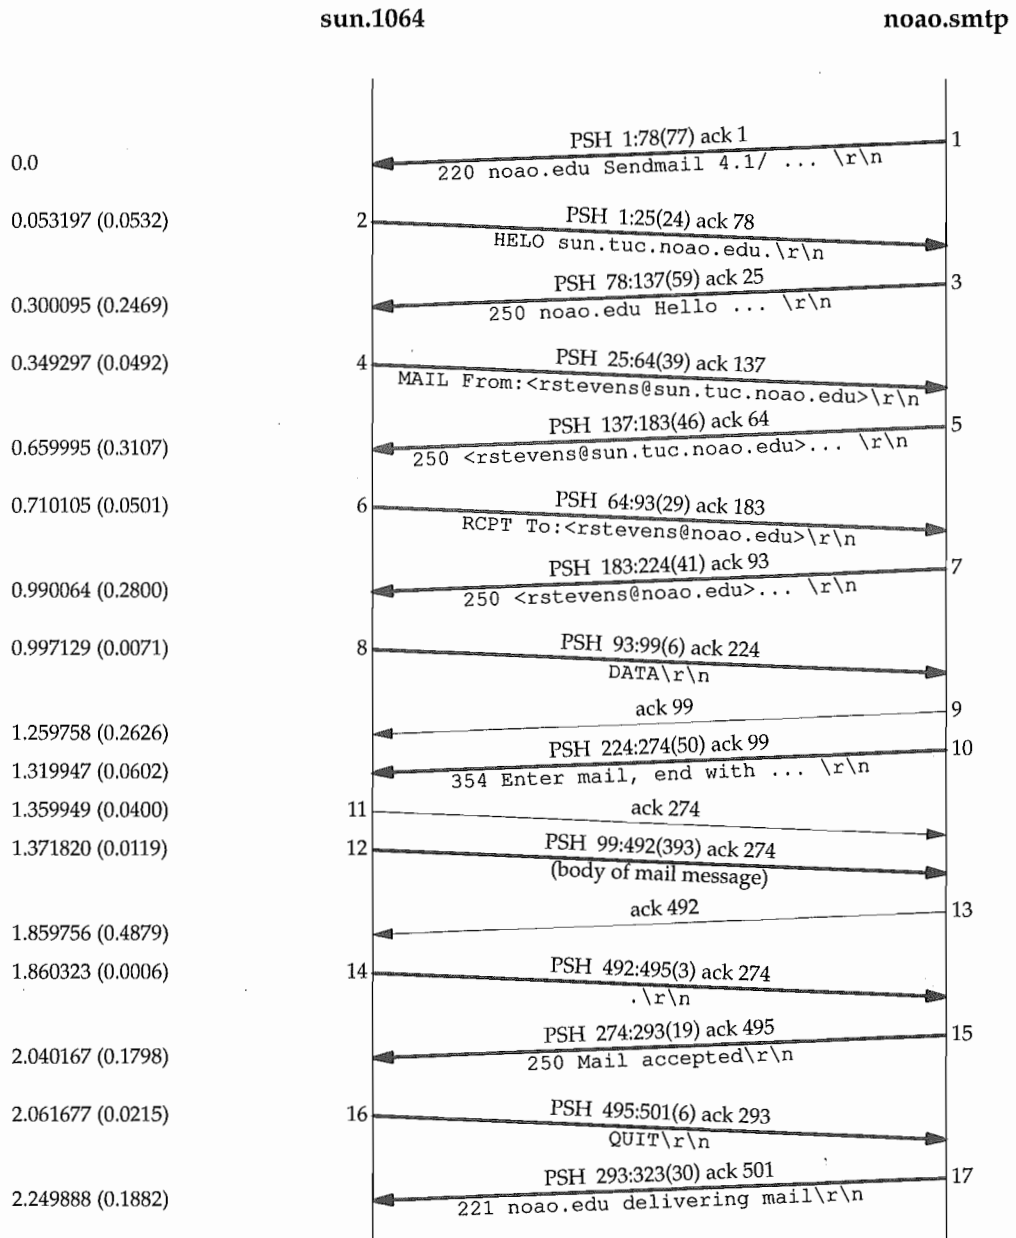 sun.1064 noao.smtp
PSH 1:78(77) ack 1 1
0.0
220 noao.edu Sendmail 4.1/ ... \r\n
0.053197 (0.0532) 2 PSH 1:25(24) ack 78
HELO sun.tuc.noao.edu.\r\n
PSH 78:137(59) ack 25 3
0.300095 (0.2469) 250 noao.edu Hello ... \r\n
0.349297 (0.0492) 4 PSH 25:64(39) ack 137
MAIL From:<rstevens@sun.tuc.noao.edu>\r\n
PSH 137:183(46) ack 64 5
0.659995 (0.3107) 250 <rstevens@sun.tuc.noao.edu>... \r\n
0.710105 (0.0501) 6 PSH 64:93(29) ack 183
RCPT To:<rstevens@noao.edu>\r\n
PSH 183:224(41) ack 93 7
0.990064 (0.2800) 250 <rstevens@noao.edu>... \r\n
0.997129 (0.0071) 8 PSH 93:99(6) ack 224
DATA\r\n
ack 99 9
1.259758 (0.2626)
PSH 224:274(50) ack 99 10
1.319947 (0.0602) 354 Enter mail, end with ... \r\n
1.359949 (0.0400) 11 ack 274
1.371820 (0.0119) 12 PSH 99:492(393) ack 274
(body of mail message)
ack 492 13
1.859756 (0.4879)
1.860323 (0.0006) 14 PSH 492:495(3) ack 274
.\r\n
PSH 274:293(19) ack 495 15
2.040167 (0.1798) 250 Mail accepted\r\n
2.061677 (0.0215) 16 PSH 495:501(6) ack 293
QUIT\r\n
PSH 293:323(30) ack 501 17
2.249888 (0.1882) 221 noao.edu delivering mail\r\n